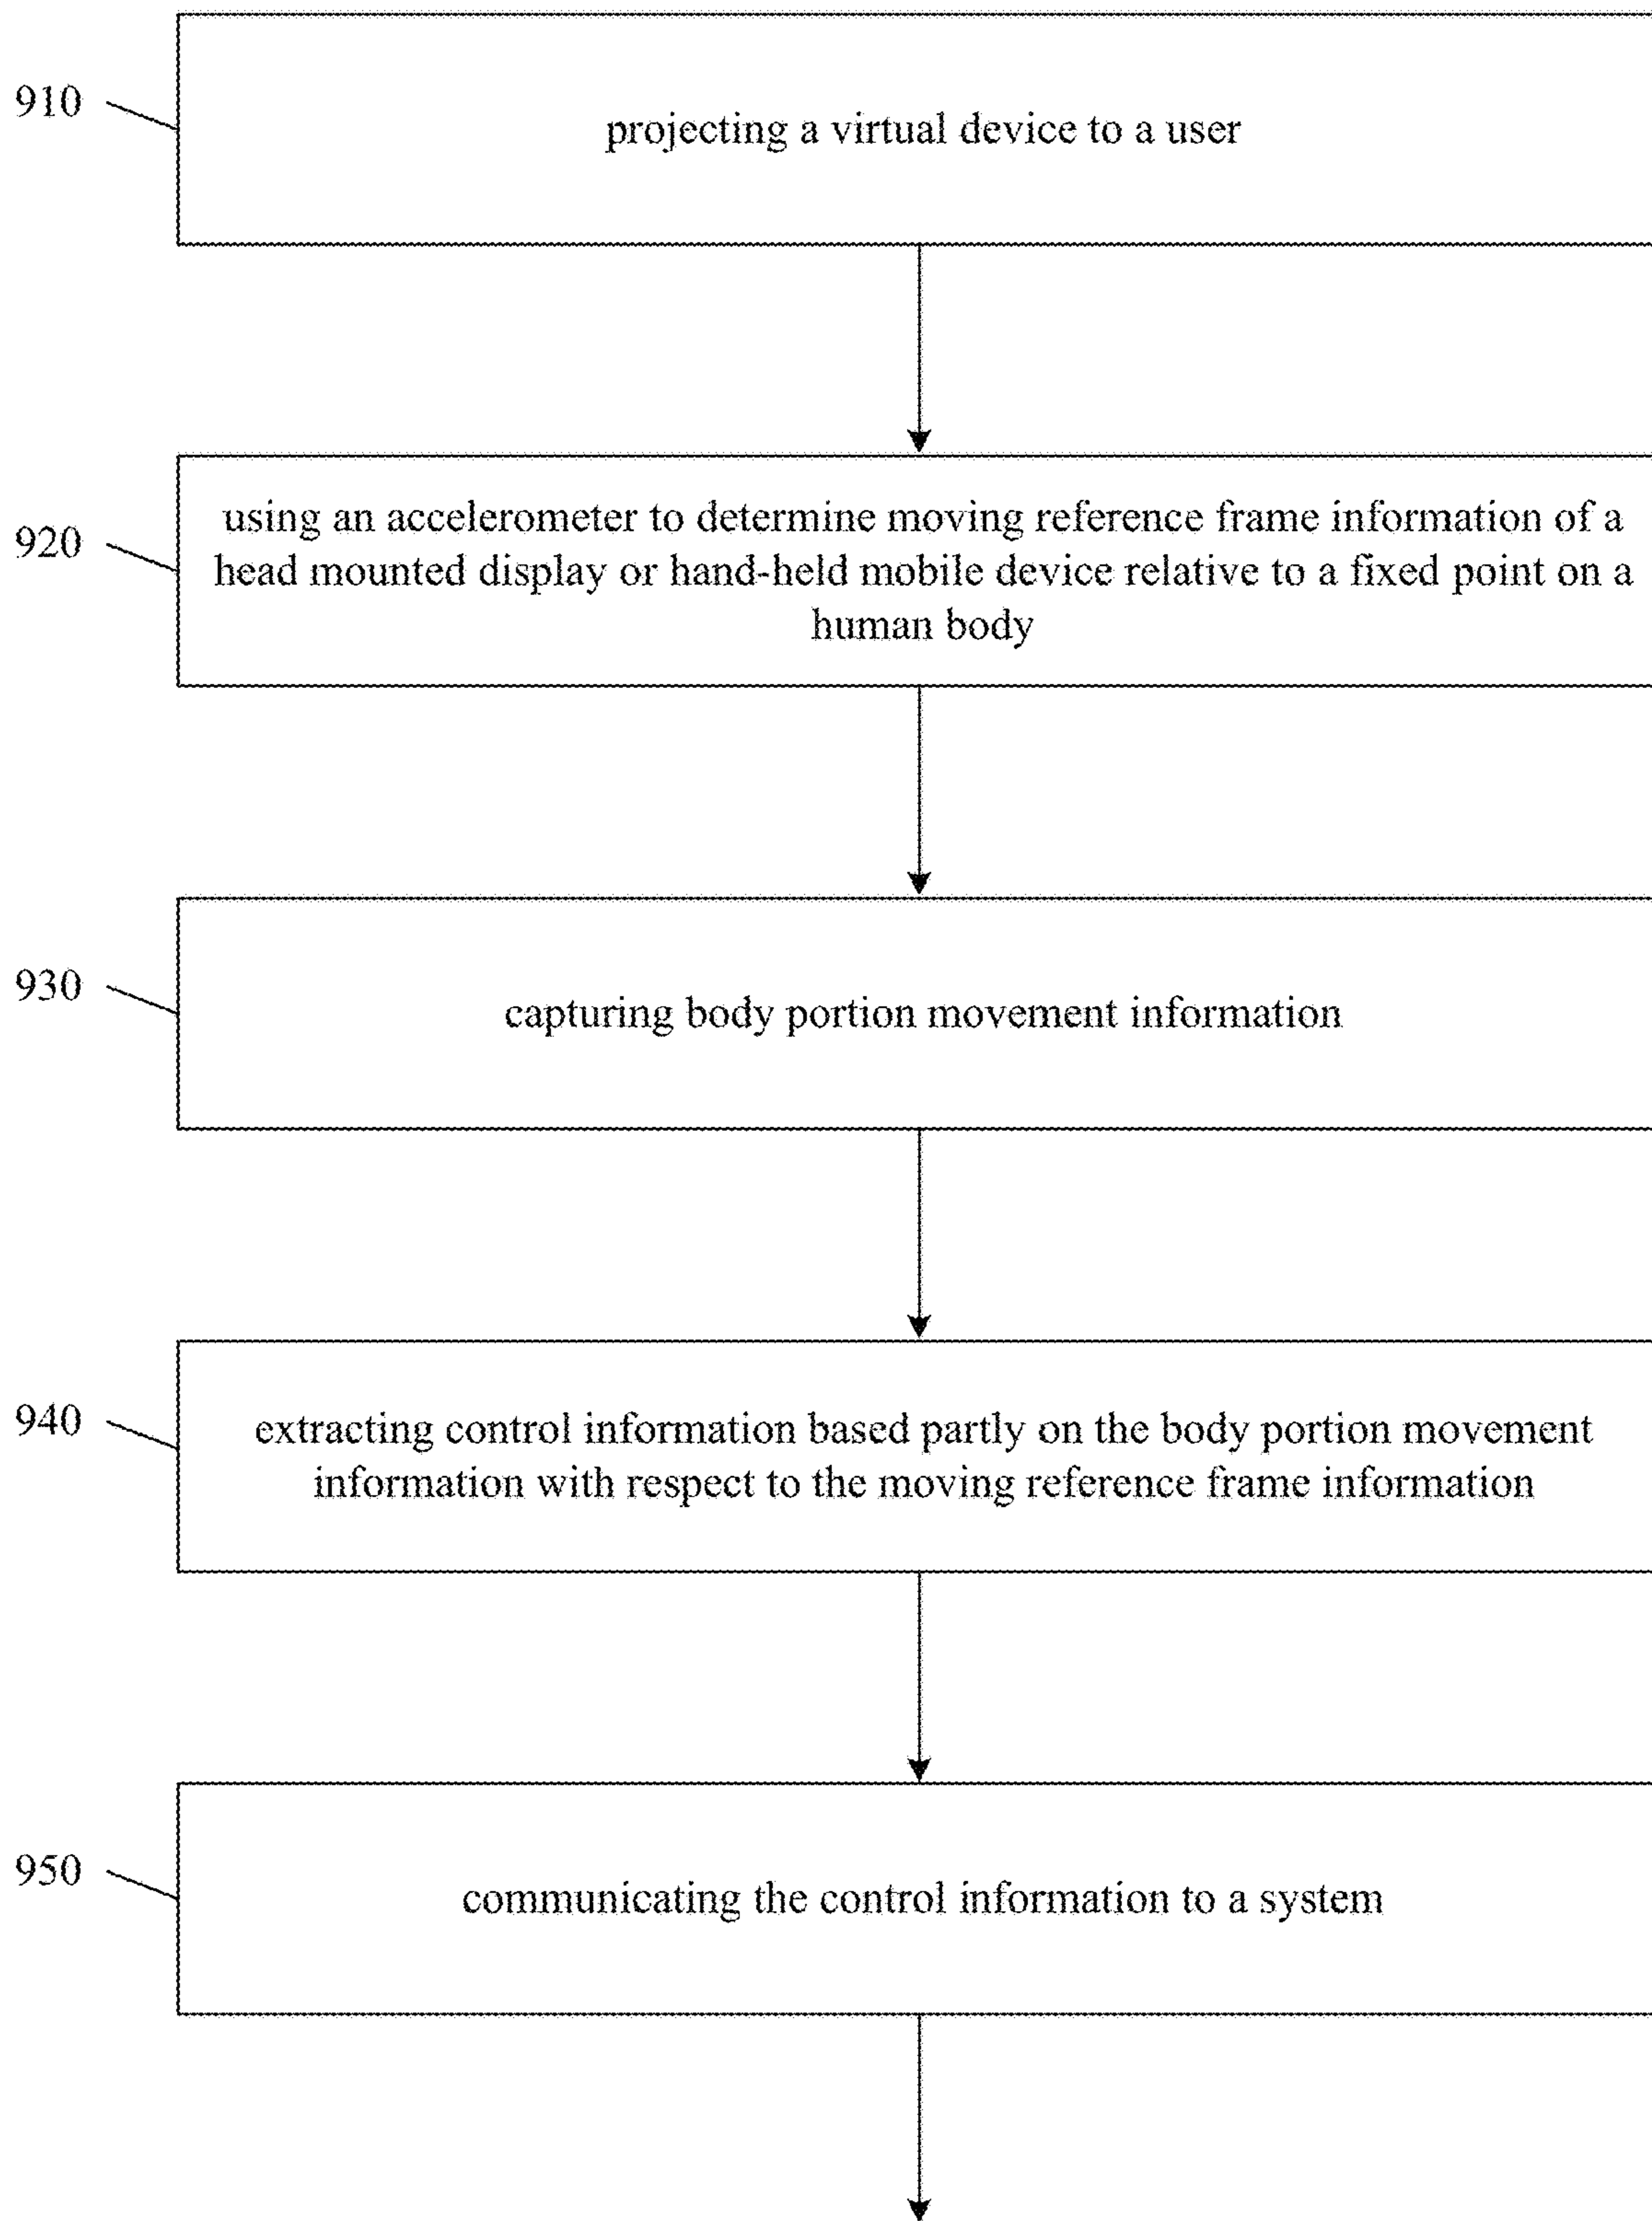 910
projecting a virtual device to a user
920
using an accelerometer to determine moving reference frame information of a
head mounted display or hand-held mobile device relative to a fixed point on a
human body
930
capturing body portion movement information
940
extracting control information based partly on the body portion movement
information with respect to the moving reference frame information
950
communicating the control information to a system